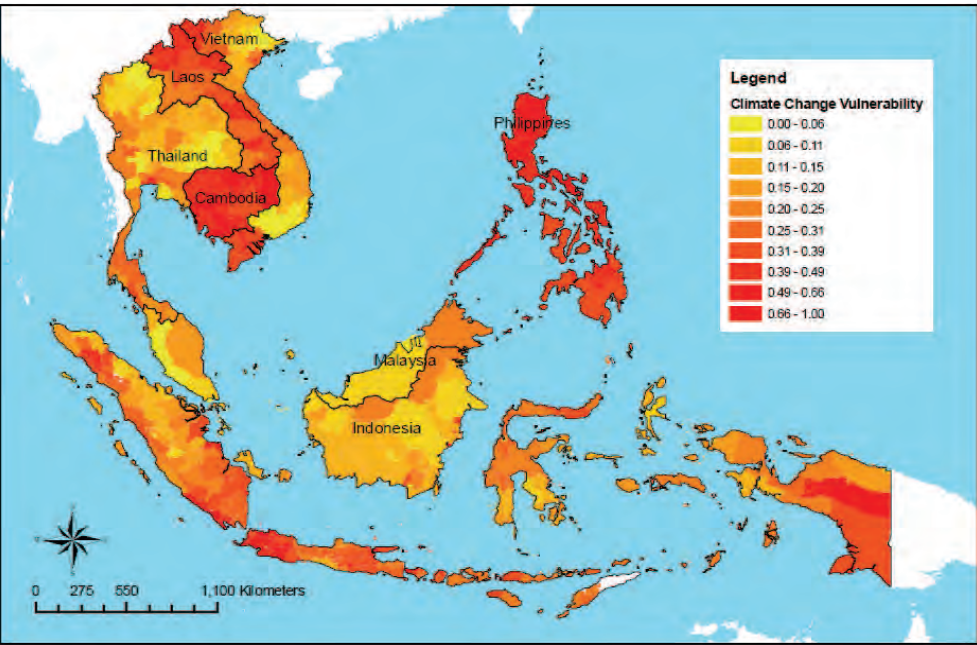 Vietnam
Laos
Thailand
Cambodia
Philippines
Malaysia
Indonesia
Legend
Climate Change Vulnerability
0.00 - 0.06
0.06 - 0.11
0.11 - 0.15
0.15 - 0.20
0.20 - 0.25
0.25 - 0.31
0.31 - 0.39
0.39 - 0.49
0.49 - 0.66
0.66 - 1.00
0 275 550 1,100 Kilometers